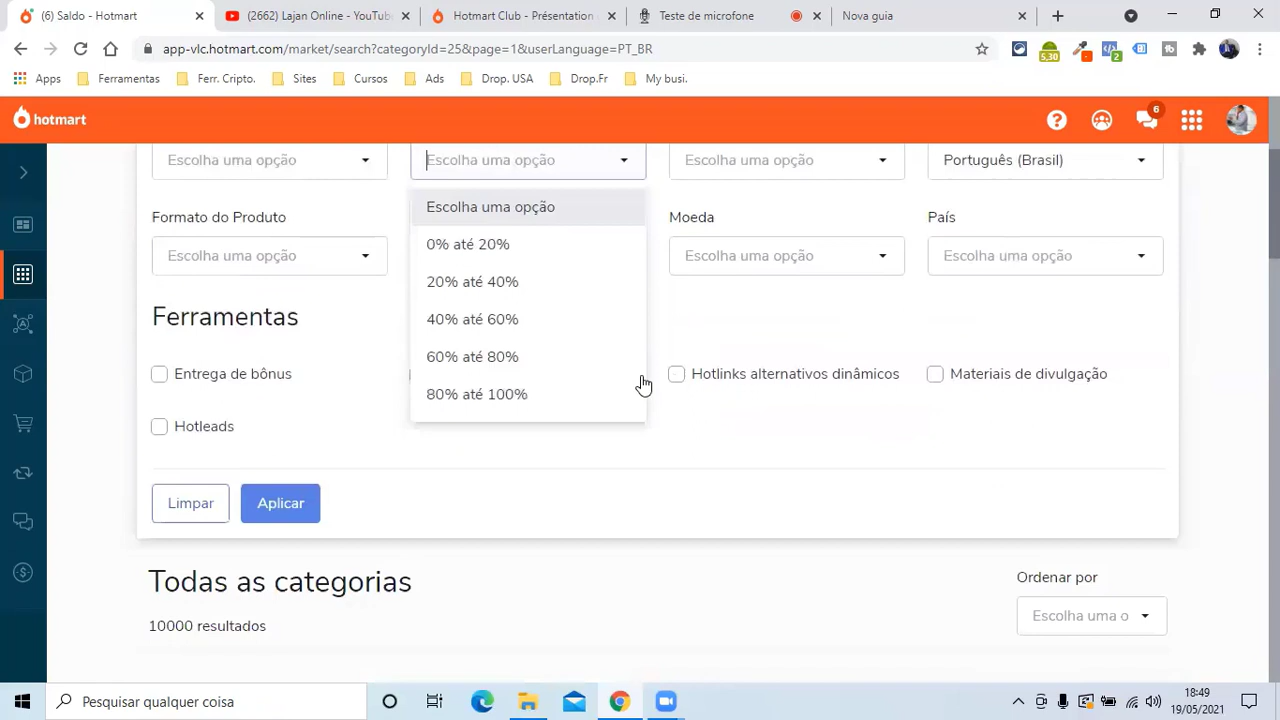 (6) Saldo - Hotmart
(2662) Lajan Online - YouTub
Hotmart Club - Présentation
Teste de mimofone
Nova guia
app-vlc.hotmart.com/market/search?categoryId=25&page=1&userLanguage=PT_BR
5,30
2
Apps
Ferramentas
Ferr. Cripto.
Sites
Cursos
Ads
Drop. USA
Drop.Fr
My busi.
hotmart
6
Escolha uma opção
Escolha uma opção
Escolha uma opção
Português (Brasil)
Formato do Produto
Escolha uma opção
Moeda
País
Escolha uma opção
0% até 20%
Escolha uma opção
Escolha uma opção
20% até 40%
Ferramentas
40% até 60%
60% até 80%
Entrega de bônus
Hotlinks alternativos dinâmicos
Materiais de divulgação
80% até 100%
Hotleads
Limpar
Aplicar
Todas as categorias
Ordenar por
10000 resultados
Escolha uma o
Pesquisar qualquer coisa
18:49
19/05/2021